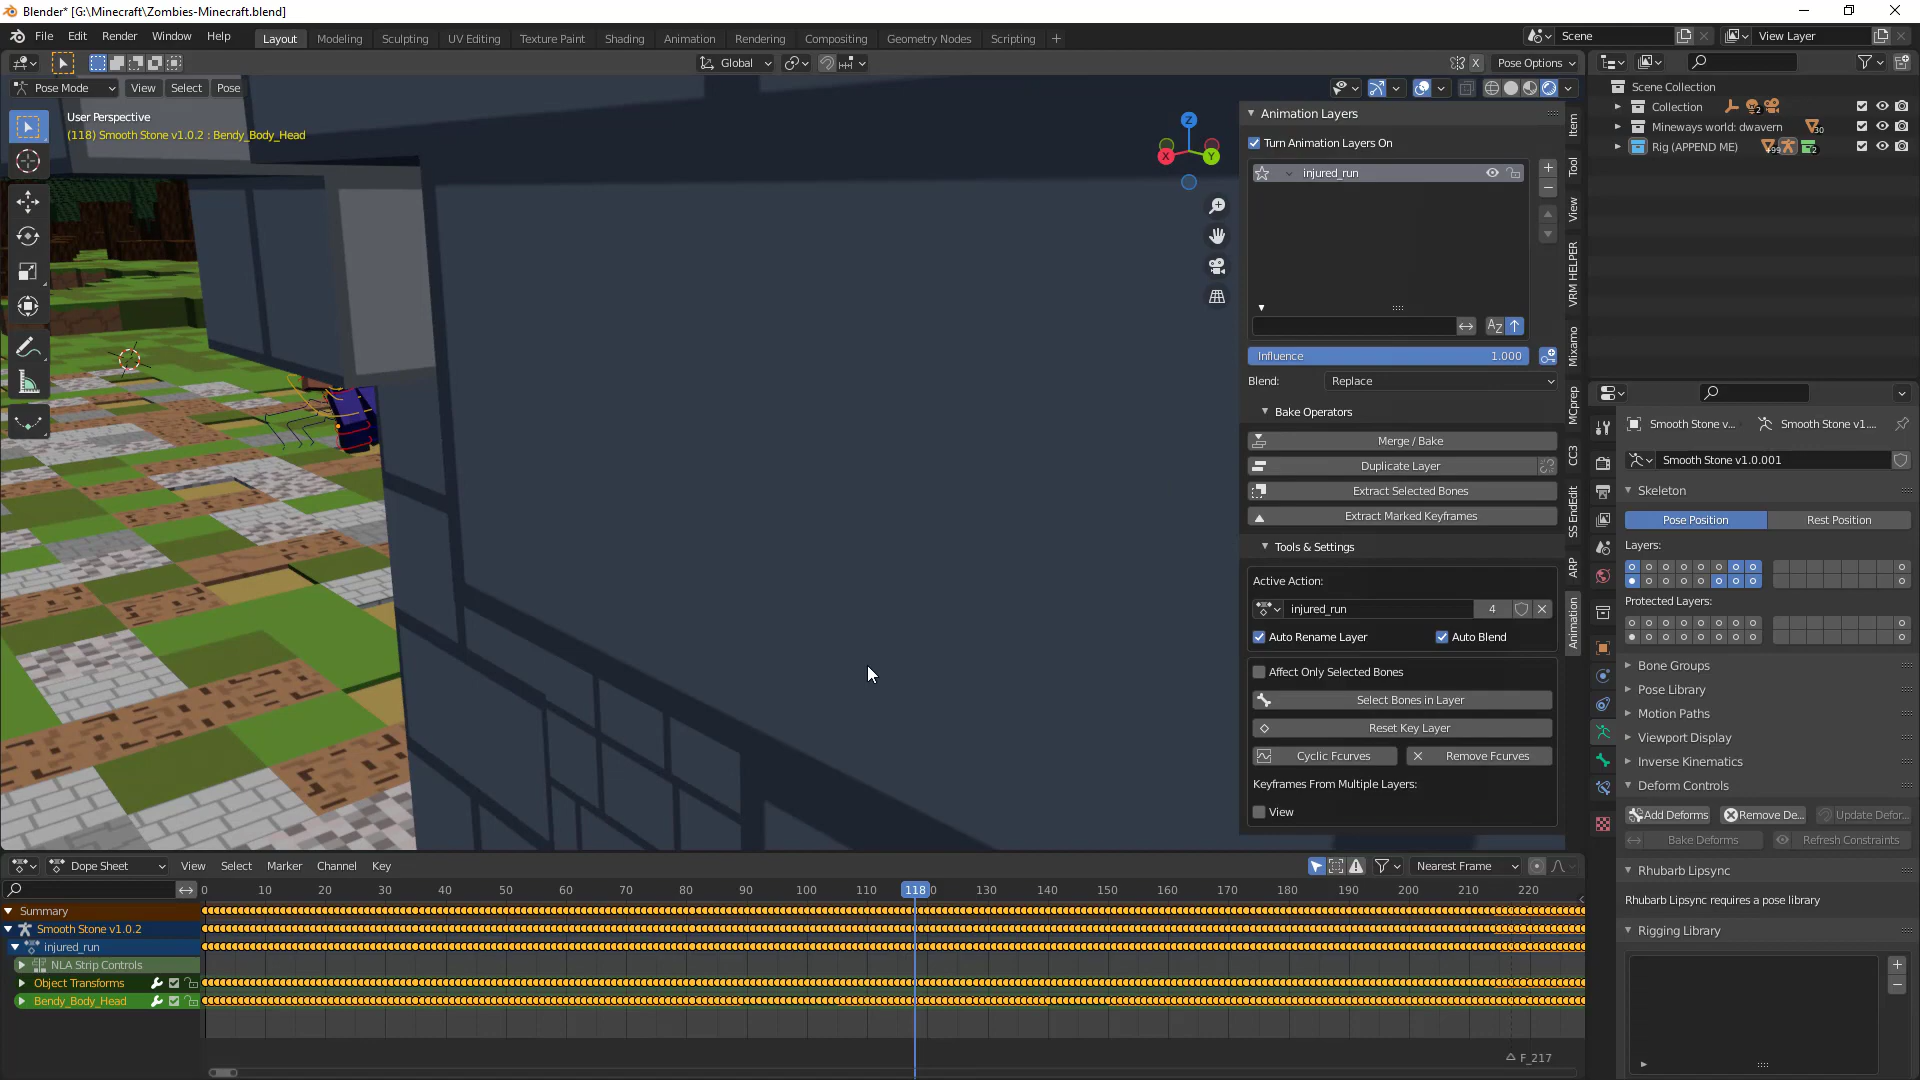 Blender* [G:\Minecraft\Zombies-Minecraft.blend]
File Edit Render Window Help
Layout Modeling Sculpting UV Editing Texture Paint Shading Animation Rendering Compositing Geometry Nodes Scripting +
Scene
View Layer
Global
X
Pose Options
Pose Mode View Select Pose
User Perspective
(118) Smooth Stone v1.0.2 : Bendy_Body_Head
Z
X Y
Animation Layers
Turn Animation Layers On
injured_run
Influence 1.000
Blend: Replace
Bake Operators
Merge / Bake
Duplicate Layer
Extract Selected Bones
Extract Marked Keyframes
Tools & Settings
Active Action:
injured_run 4
Auto Rename Layer Auto Blend
Affect Only Selected Bones
Select Bones in Layer
Reset Key Layer
Cyclic Fcurves Remove Fcurves
Keyframes From Multiple Layers:
View
Item
Tool
View
VRM HELPER
Mixamo
MCprep
CC3
SS EndEdit
ARP
Animation
Scene Collection
Collection 2
Mineways world: dwavern 30
Rig (APPEND ME) +99 2
Smooth Stone v... Smooth Stone v1....
Smooth Stone v1.0.001
Skeleton
Pose Position Rest Position
Layers:
Protected Layers:
Bone Groups
Pose Library
Motion Paths
Viewport Display
Inverse Kinematics
Deform Controls
Add Deforms Remove De... Update Defor...
Bake Deforms Refresh Constraints
Rhubarb Lipsync
Rhubarb Lipsync requires a pose library
Rigging Library
Dope Sheet View Select Marker Channel Key
Nearest Frame
0 10 20 30 40 50 60 70 80 90 100 110 118 0 130 140 150 160 170 180 190 200 210 220
Summary
Smooth Stone v1.0.2
injured_run
NLA Strip Controls
Object Transforms
Bendy_Body_Head
F_217